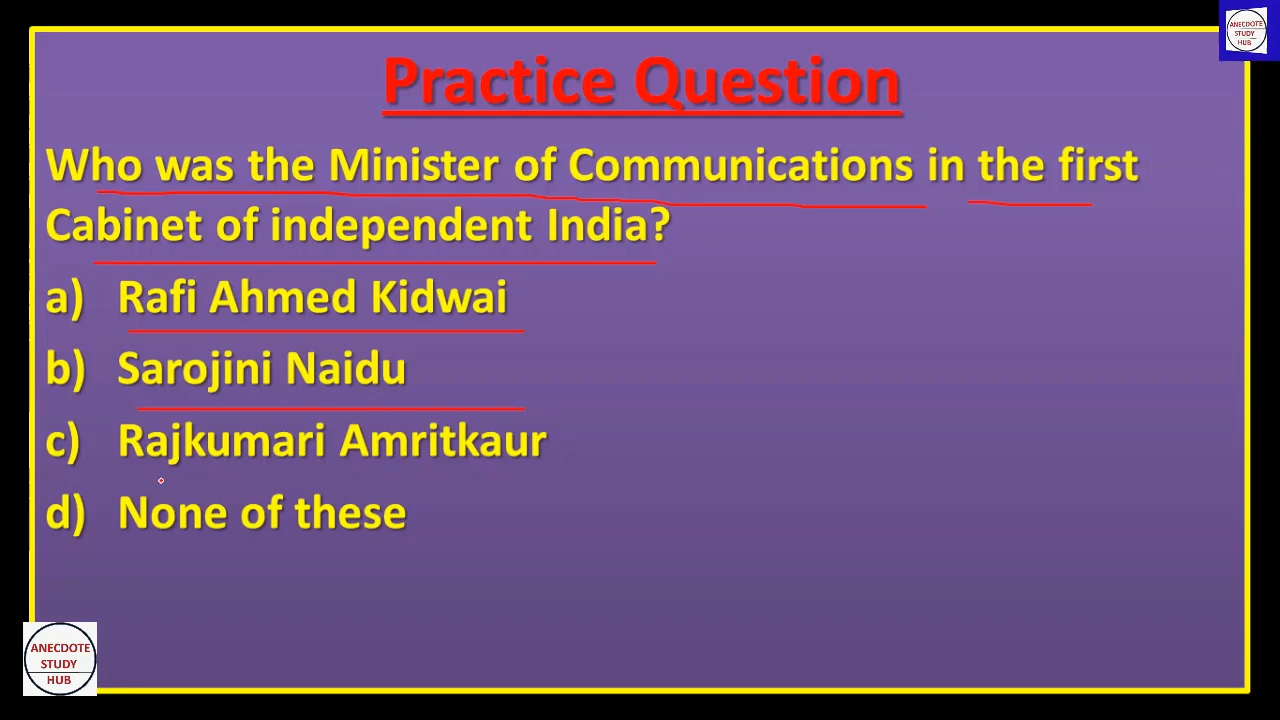 ANECDOTE
STUDY
HUB
Practice Question
Who was the Minister of Communications in the first
Cabinet of independent India?
a) Rafi Ahmed Kidwai
b) Sarojini Naidu
c) Rajkumari Amritkaur
d) None of these
ANECDOTE
STUDY
HUB